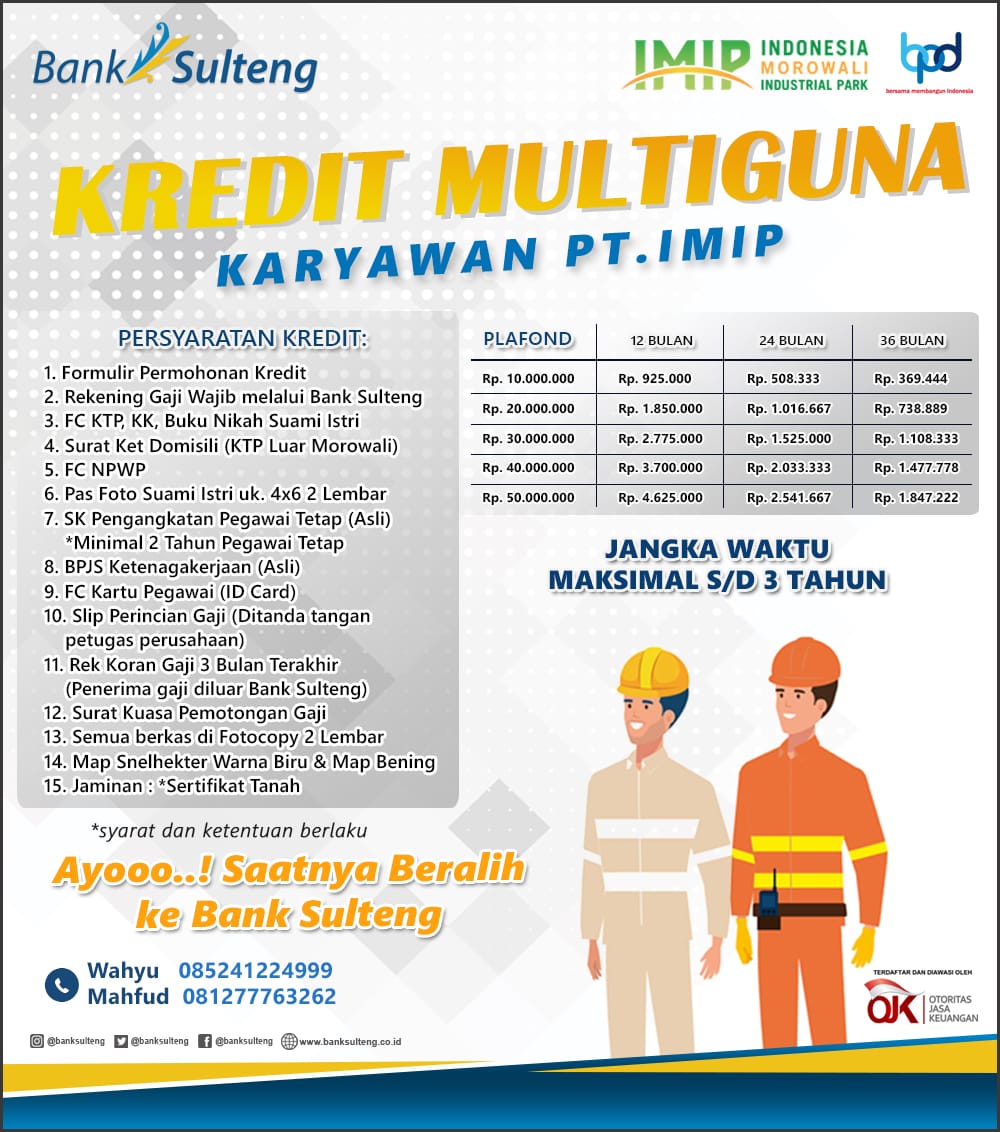 Bank Sulteng
IMIP INDONESIA
MOROWALI
INDUSTRIAL PARK
bpd
bersama membangun Indonesia
KREDIT MULTIGUNA
KARYAWAN PT.IMIP
PERSYARATAN KREDIT:
1. Formulir Permohonan Kredit
2. Rekening Gaji Wajib melalui Bank Sulteng
3. FC KTP, KK, Buku Nikah Suami Istri
4. Surat Ket Domisili (KTP Luar Morowali)
5. FC NPWP
6. Pas Foto Suami Istri uk. 4x6 2 Lembar
7. SK Pengangkatan Pegawai Tetap (Asli)
*Minimal 2 Tahun Pegawai Tetap
8. BPJS Ketenagakerjaan (Asli)
9. FC Kartu Pegawai (ID Card)
10. Slip Perincian Gaji (Ditanda tangan
petugas perusahaan)
11. Rek Koran Gaji 3 Bulan Terakhir
(Penerima gaji diluar Bank Sulteng)
12. Surat Kuasa Pemotongan Gaji
13. Semua berkas di Fotocopy 2 Lembar
14. Map Snelhekter Warna Biru & Map Bening
15. Jaminan : *Sertifikat Tanah
*syarat dan ketentuan berlaku
PLAFOND 12 BULAN 24 BULAN 36 BULAN
Rp. 10.000.000 Rp. 925.000 Rp. 508.333 Rp. 369.444
Rp. 20.000.000 Rp. 1.850.000 Rp. 1.016.667 Rp. 738.889
Rp. 30.000.000 Rp. 2.775.000 Rp. 1.525.000 Rp. 1.108.333
Rp. 40.000.000 Rp. 3.700.000 Rp. 2.033.333 Rp. 1.477.778
Rp. 50.000.000 Rp. 4.625.000 Rp. 2.541.667 Rp. 1.847.222
JANGKA WAKTU
MAKSIMAL S/D 3 TAHUN
Ayooo..! Saatnya Beralih
ke Bank Sulteng
Wahyu 085241224999
Mahfud 081277763262
@banksulteng @banksulteng @banksulteng www.banksulteng.co.id
TERDAFTAR DAN DIAWASI OLEH
OJK OTORITAS
JASA
KEUANGAN